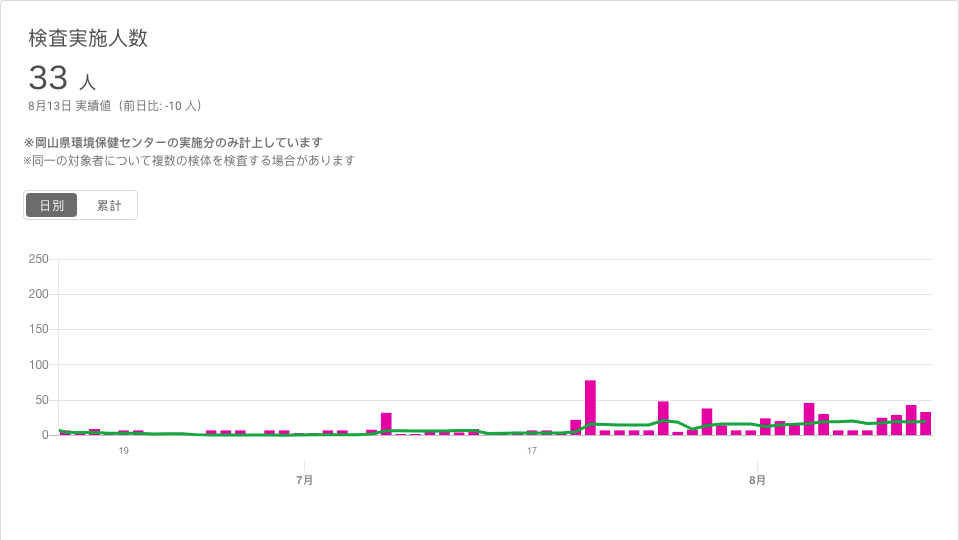 検査実施人数
33 人
8月13日 実績値（前日比: -10 人）
※岡山県環境保健センターの実施分のみ計上しています
※同一の対象者について複数の検体を検査する場合があります
日別 累計
250
200
150
100
50
0
19 17
7月 8月